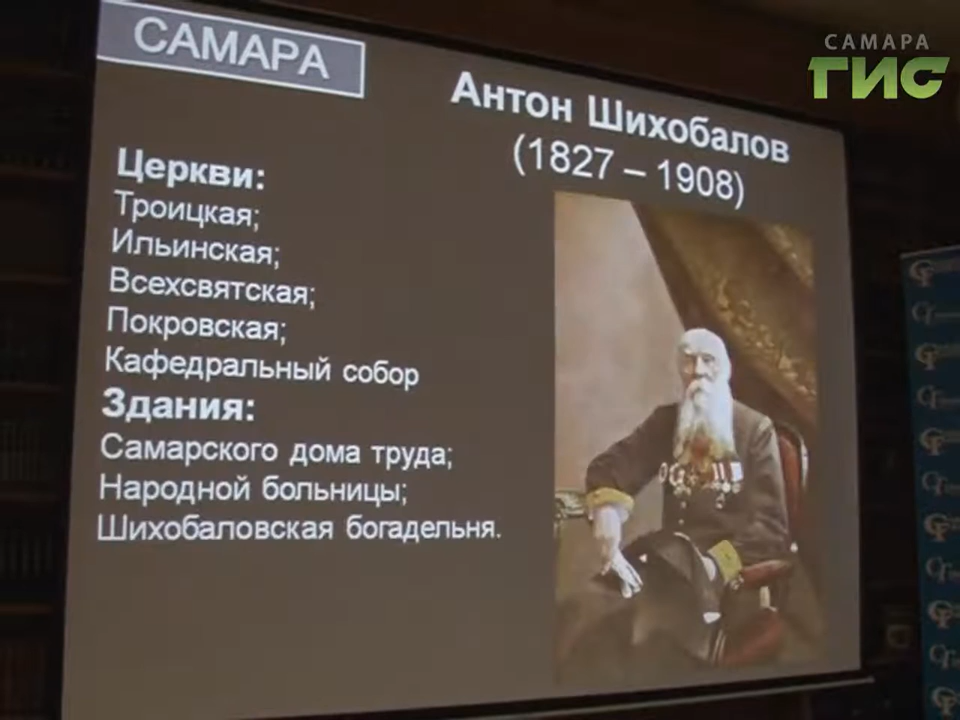 САМАРА
САМАРА
ГИС
Антон Шихобалов
(1827 – 1908)
Церкви:
Троицкая;
Ильинская;
Всехсвятская;
Покровская;
Кафедральный собор
Здания:
Самарского дома труда;
Народной больницы;
Шихобаловская богадельня.